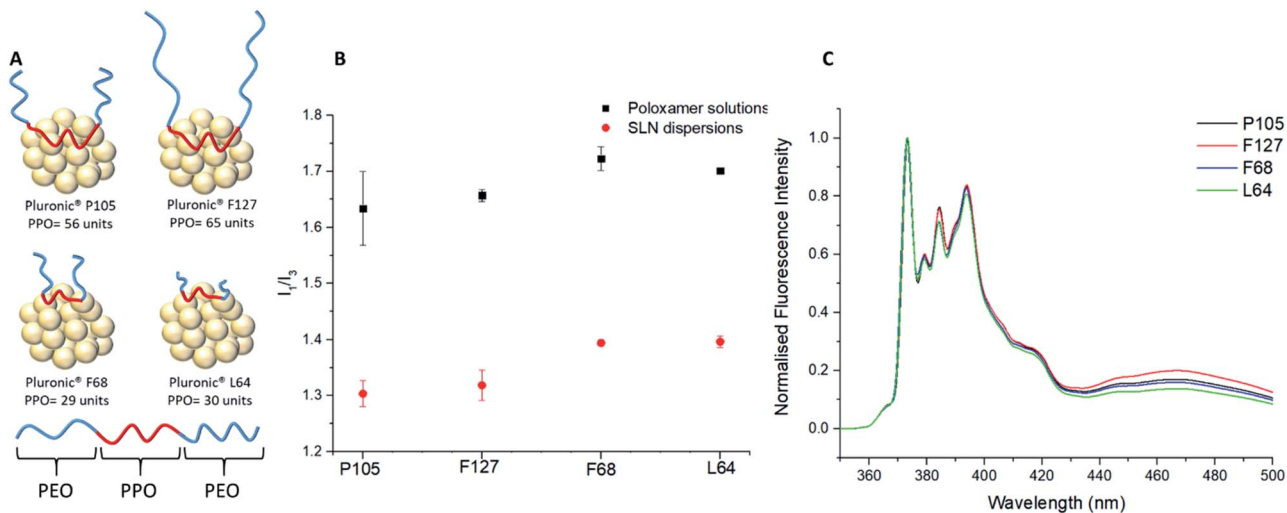 A
Pluronic® P105
PPO= 56 units
Pluronic® F127
PPO= 65 units
Pluronic® F68
PPO= 29 units
Pluronic® L64
PPO= 30 units
PEO PPO PEO
B
Poloxamer solutions
SLN dispersions
I₁/I₃
1.8
1.7
1.6
1.5
1.4
1.3
1.2
P105 F127 F68 L64
C
P105
F127
F68
L64
Normalised Fluorescence Intensity
1.0
0.8
0.6
0.4
0.2
0.0
360 380 400 420 440 460 480 500
Wavelength (nm)